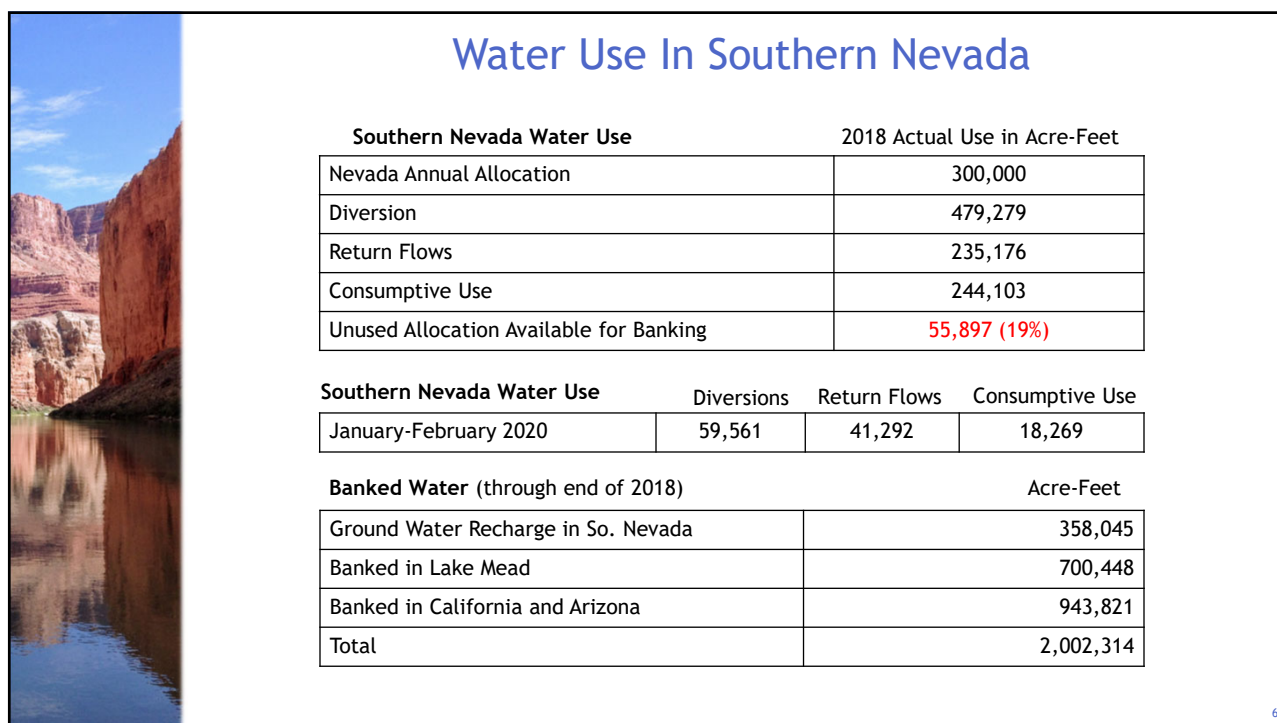 Water Use In Southern Nevada
Southern Nevada Water Use 2018 Actual Use in Acre-Feet
Nevada Annual Allocation 300,000
Diversion 479,279
Return Flows 235,176
Consumptive Use 244,103
Unused Allocation Available for Banking 55,897 (19%)
Southern Nevada Water Use Diversions Return Flows Consumptive Use
January-February 2020 59,561 41,292 18,269
Banked Water (through end of 2018) Acre-Feet
Ground Water Recharge in So. Nevada 358,045
Banked in Lake Mead 700,448
Banked in California and Arizona 943,821
Total 2,002,314
6